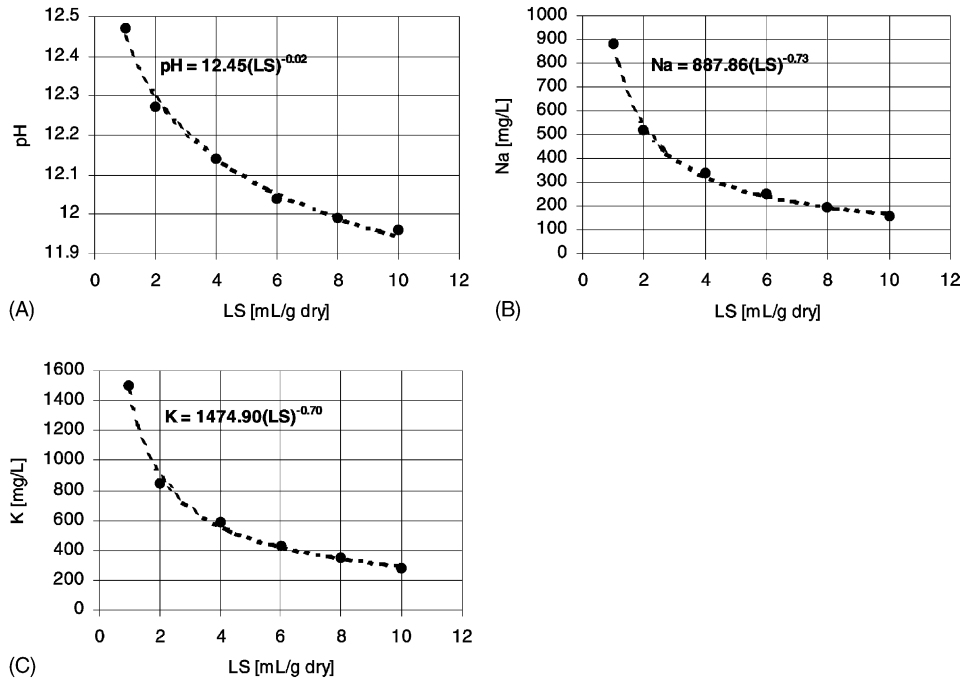 12.5
12.4
12.3
12.2
12.1
12
11.9
pH
pH = 12.45(LS)^-0.02
0 2 4 6 8 10 12
LS [mL/g dry]
(A)
1000
900
800
700
600
500
400
300
200
100
0
Na [mg/L]
Na = 887.86(LS)^-0.73
0 2 4 6 8 10 12
LS [mL/g dry]
(B)
1600
1400
1200
1000
800
600
400
200
0
K [mg/L]
K = 1474.90(LS)^-0.70
0 2 4 6 8 10 12
LS [mL/g dry]
(C)